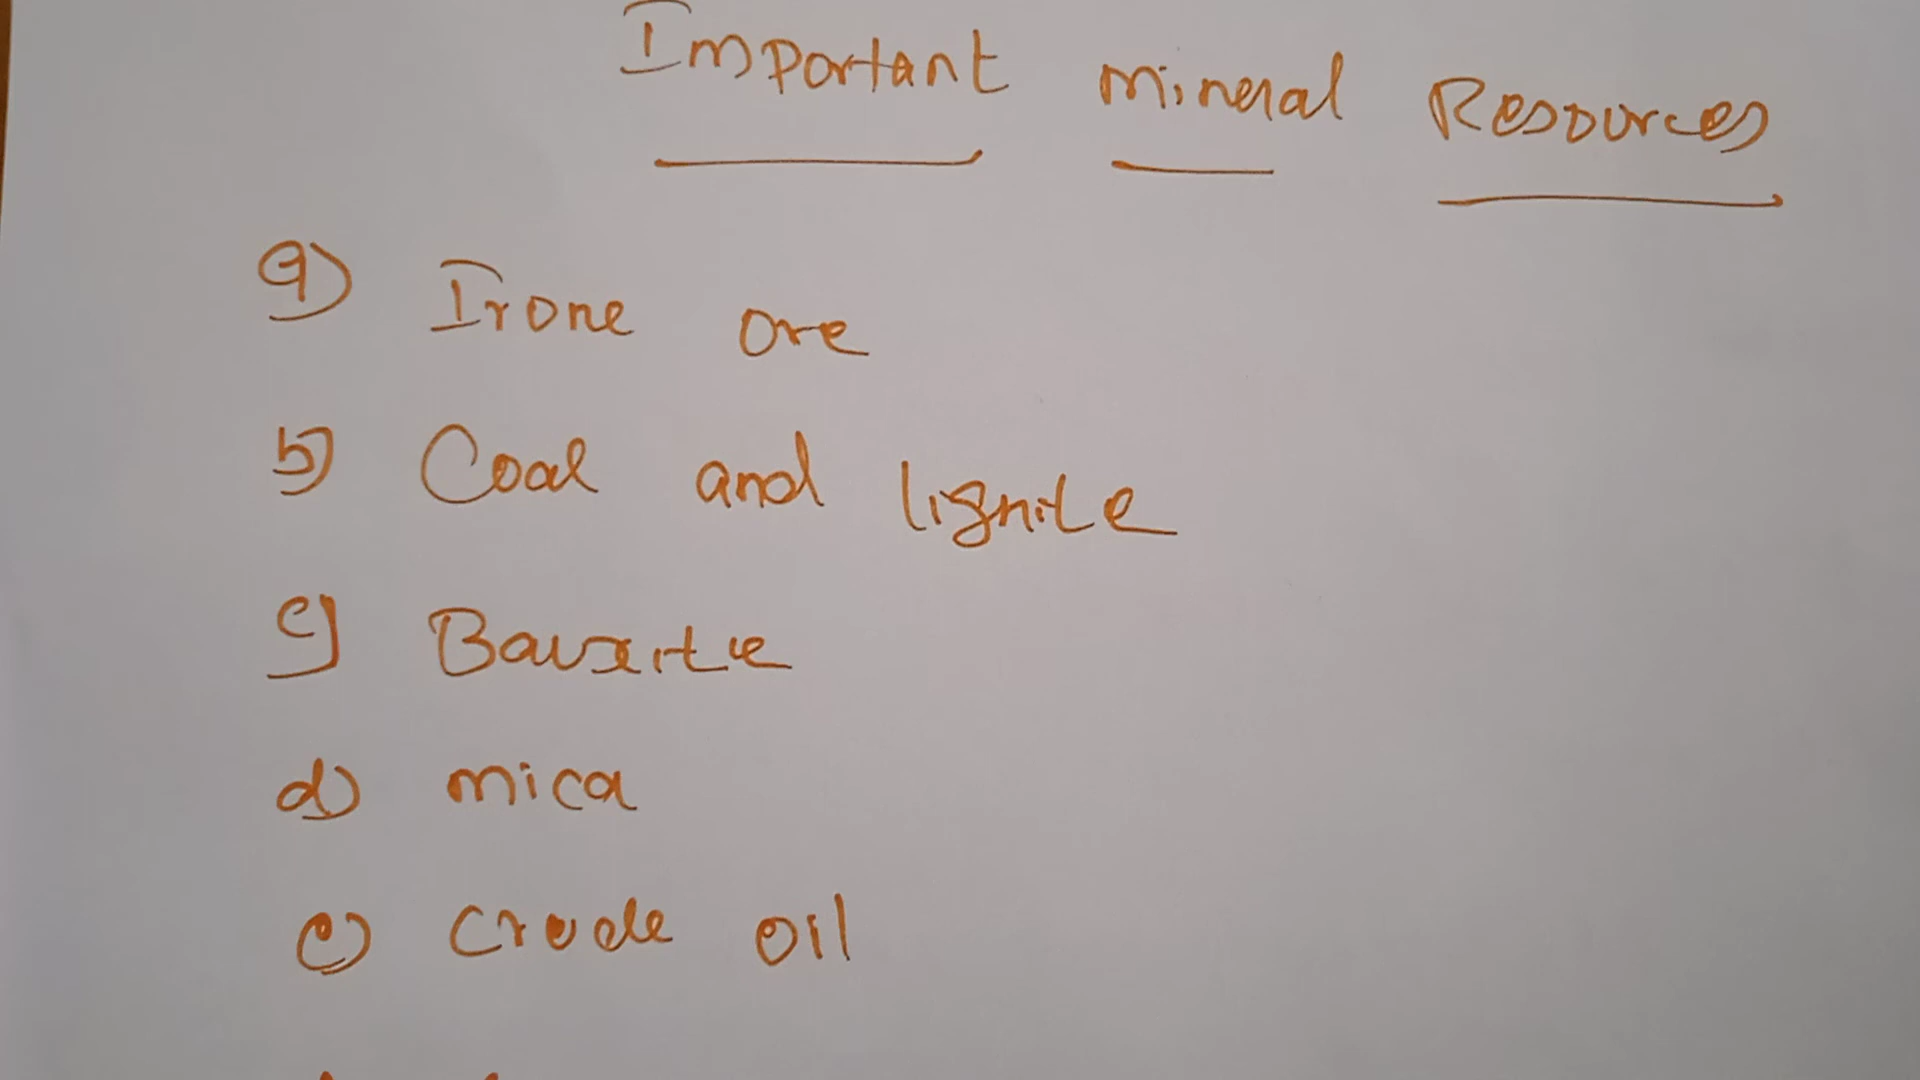 Important mineral Resources
a) Irone ore
b) Coal and lignite
c) Bauxite
d) mica
e) crude oil